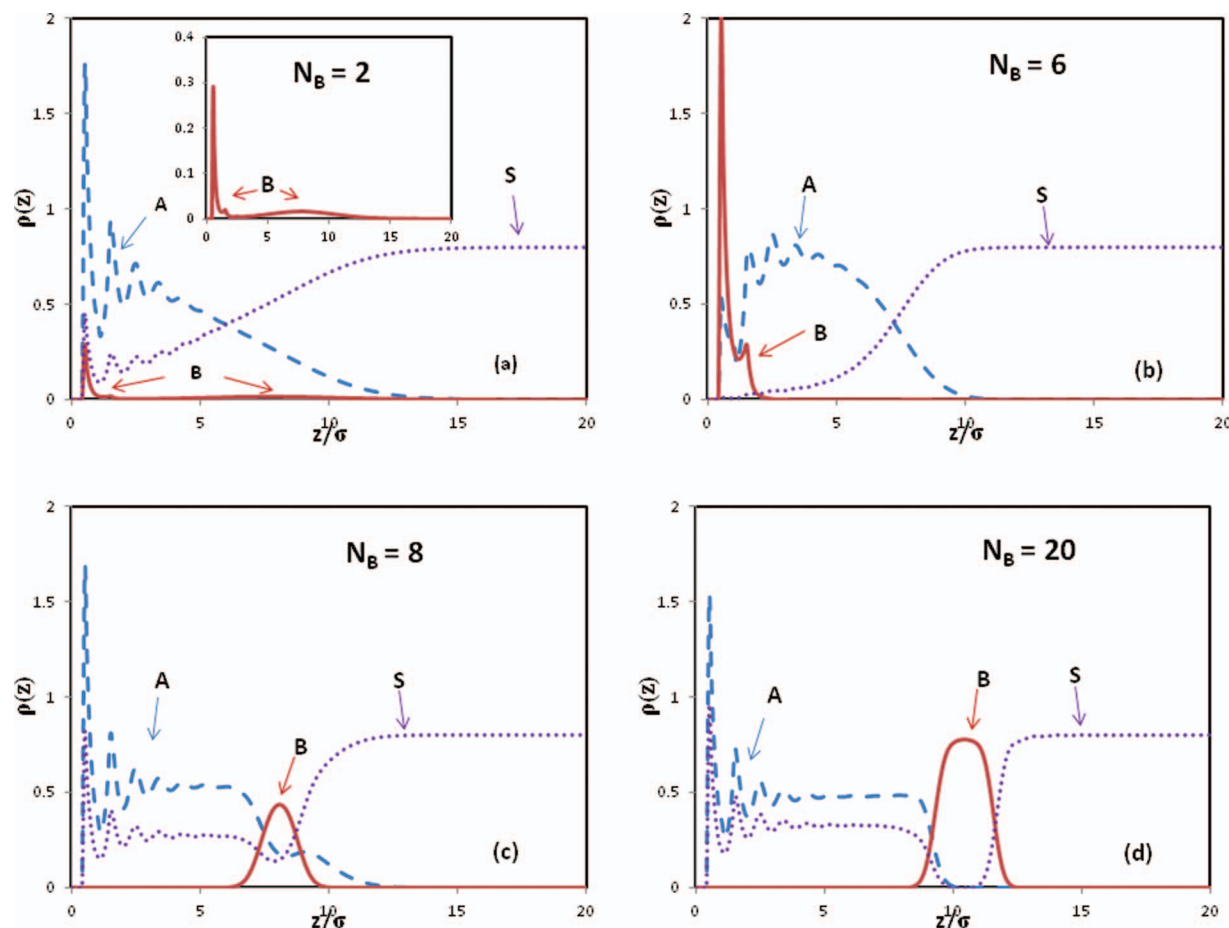 2
1.5
1
0.5
0
ρ(z)
0 5 10 15 20
z/σ
A
B
S
(a)
0.4
0.3
0.2
0.1
0
N_B = 2
B
0 5 10 15 20
2
1.5
1
0.5
0
ρ(z)
N_B = 6
A
S
B
(b)
0 5 10 15 20
z/σ
2
1.5
1
0.5
0
ρ(z)
N_B = 8
A
S
B
(c)
0 5 10 15 20
z/σ
2
1.5
1
0.5
0
ρ(z)
N_B = 20
B
S
A
(d)
0 5 10 15 20
z/σ